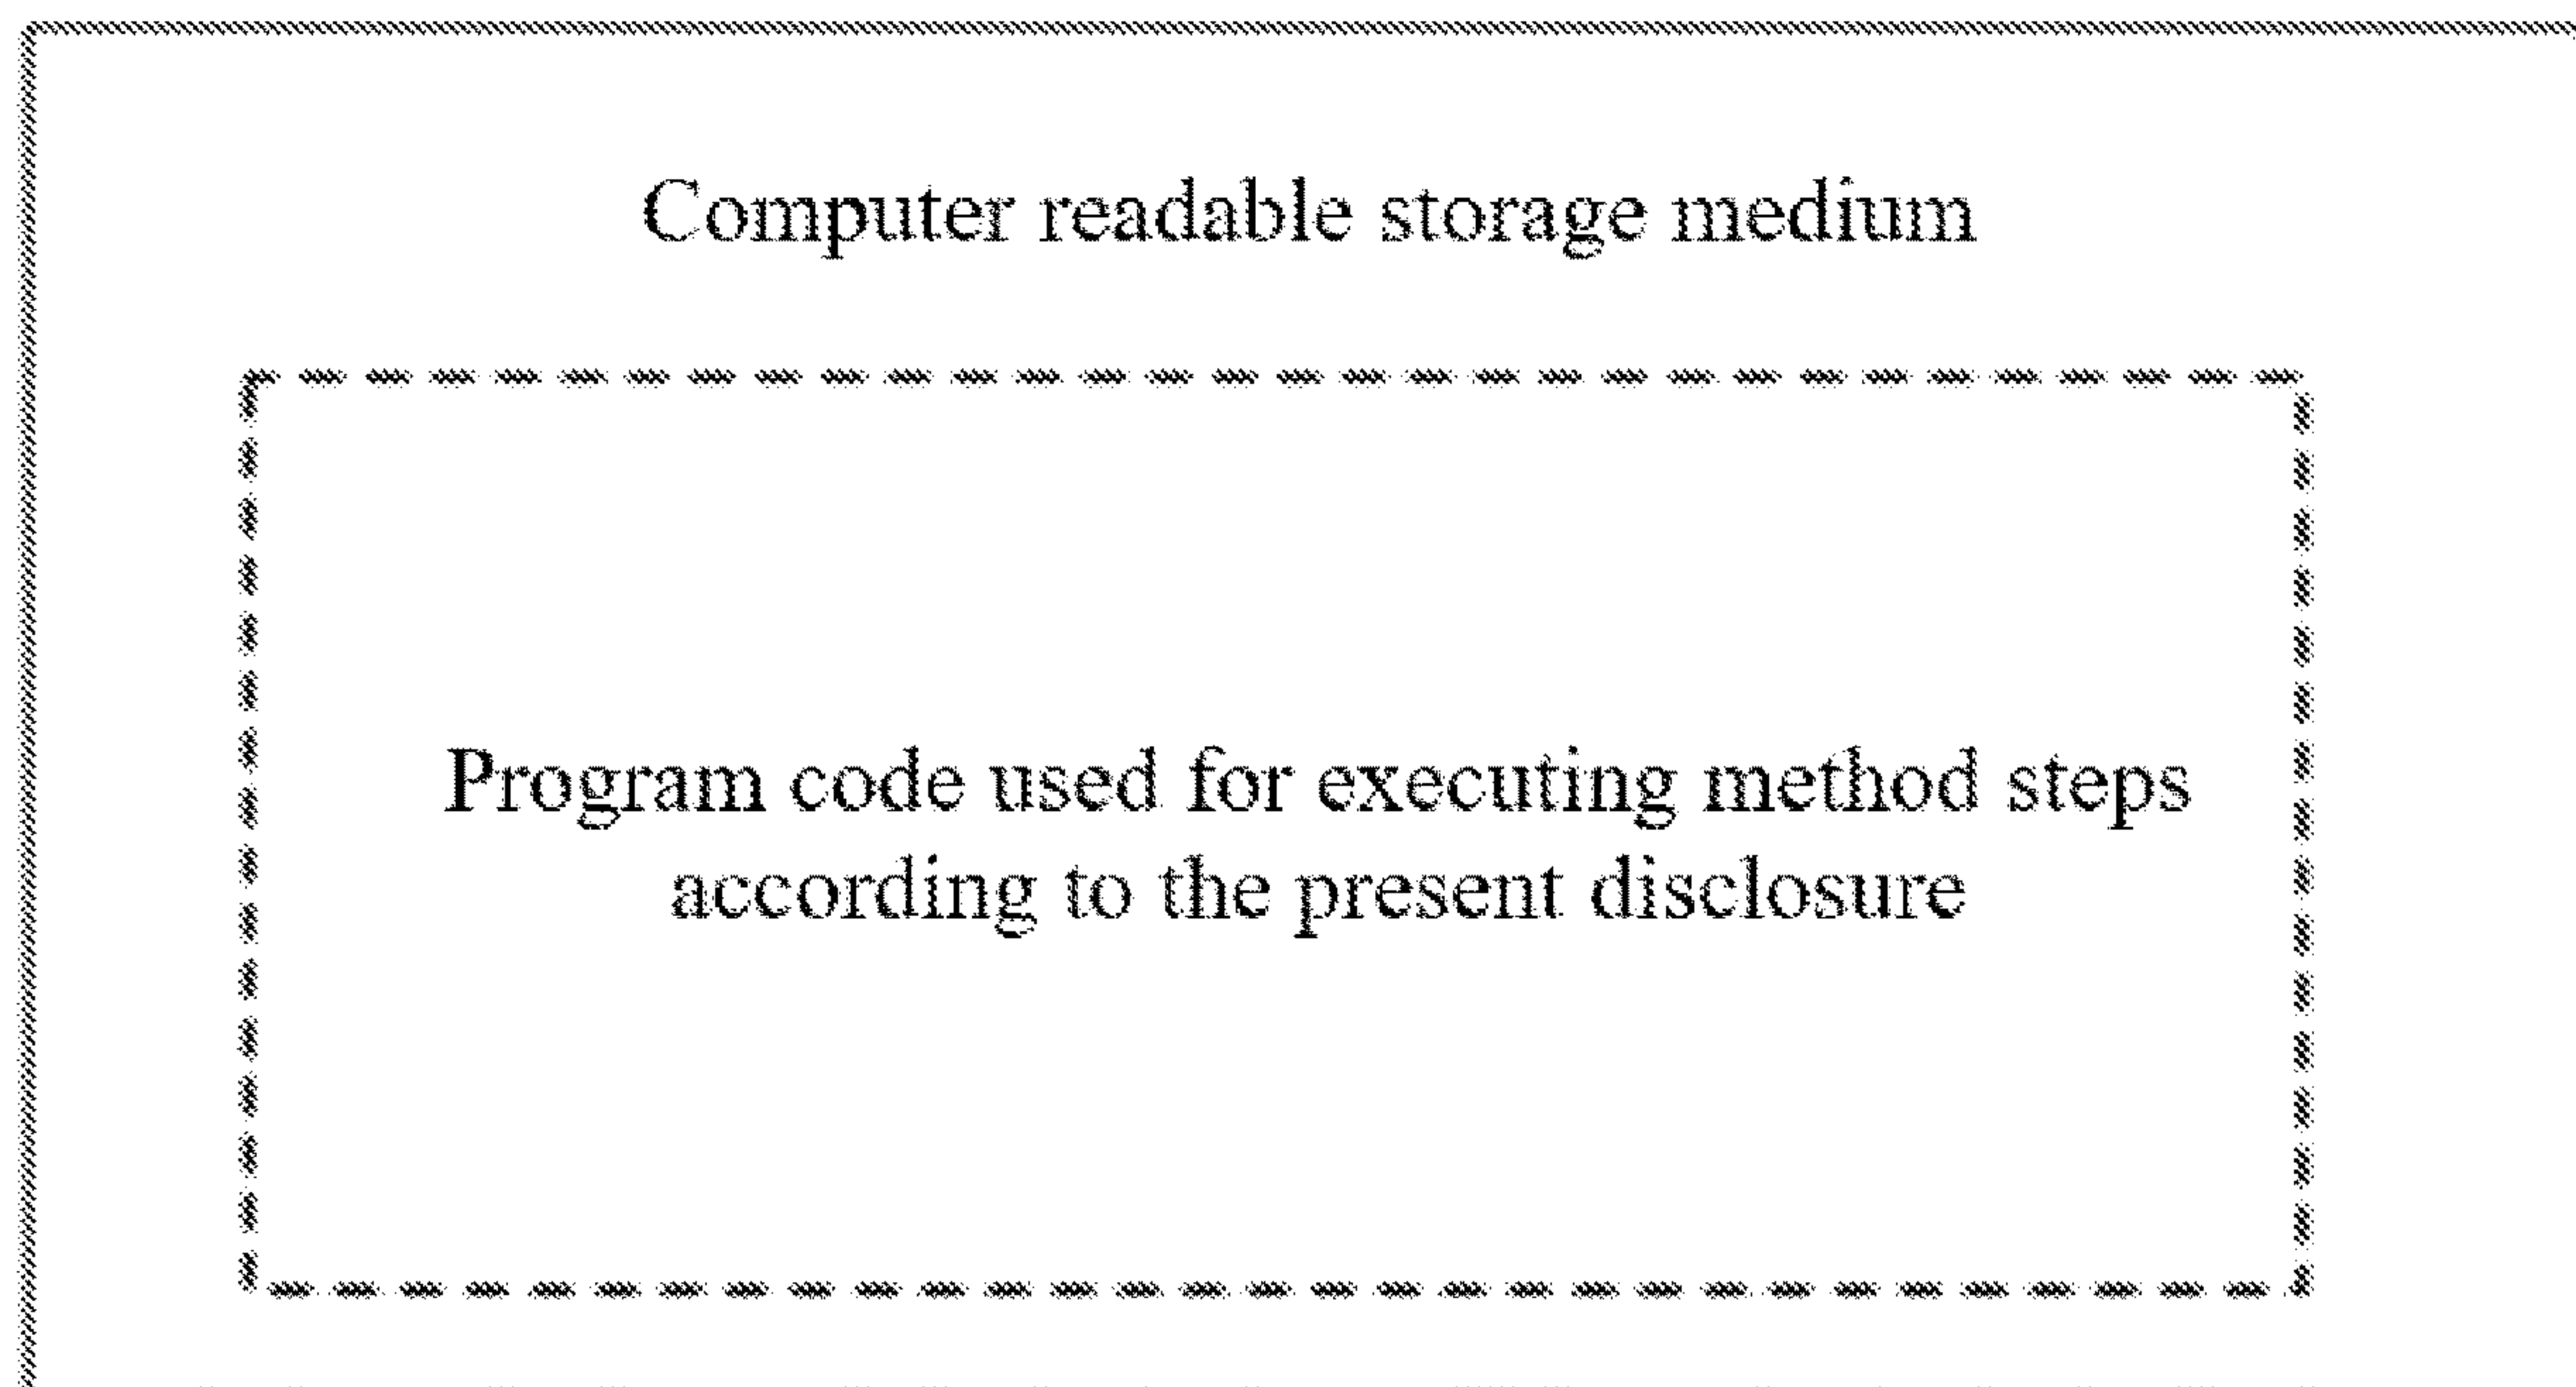 Computer readable storage medium
Program code used for executing method steps
according to the present disclosure